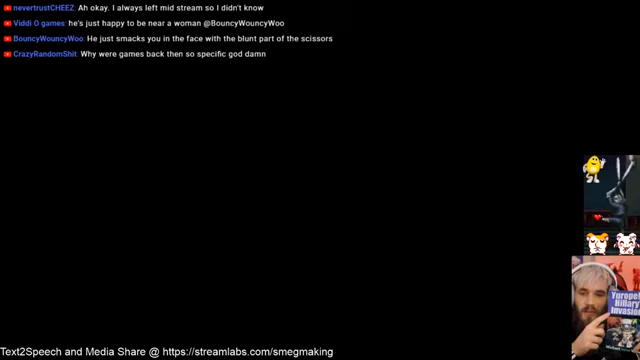 nevertrustCHEEZ: Ah okay. I always left mid stream so I didn't know
Viddi O games: he's just happy to be near a woman @BouncyWouncyWoo
BouncyWouncyWoo: He just smacks you in the face with the blunt part of the scissors
CrazyRandomShit: Why were games back then so specific god damn
Yuropeh
Hillary
Invasion
Text2Speech and Media Share @ https://streamlabs.com/smegmaking